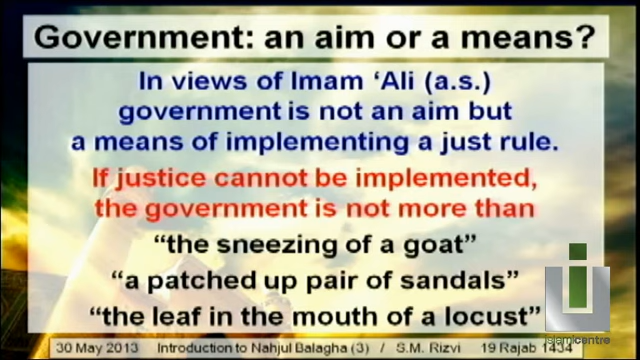 Government: an aim or a means?
In views of Imam ‘Ali (a.s.)
government is not an aim but
a means of implementing a just rule.
If justice cannot be implemented,
the government is not more than
“the sneezing of a goat”
“a patched up pair of sandals”
“the leaf in the mouth of a locust”
islamicentre
30 May 2013 Introduction to Nahjul Balagha (3) / S.M. Rizvi 19 Rajab 1434